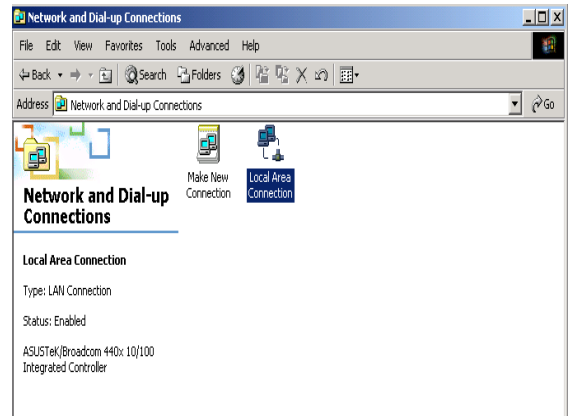 Network and Dial-up Connections
File Edit View Favorites Tools Advanced Help
Back Search Folders
Address Network and Dial-up Connections Go
Make New Connection
Local Area Connection
Network and Dial-up
Connections
Local Area Connection
Type: LAN Connection
Status: Enabled
ASUSTeK/Broadcom 440x 10/100
Integrated Controller